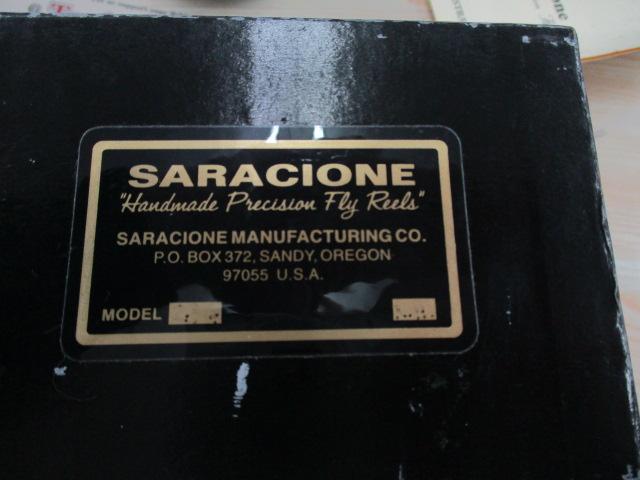 SARACIONE
"Handmade Precision Fly Reels"
SARACIONE MANUFACTURING CO.
P.O. BOX 372, SANDY, OREGON
97055 U.S.A.
MODEL